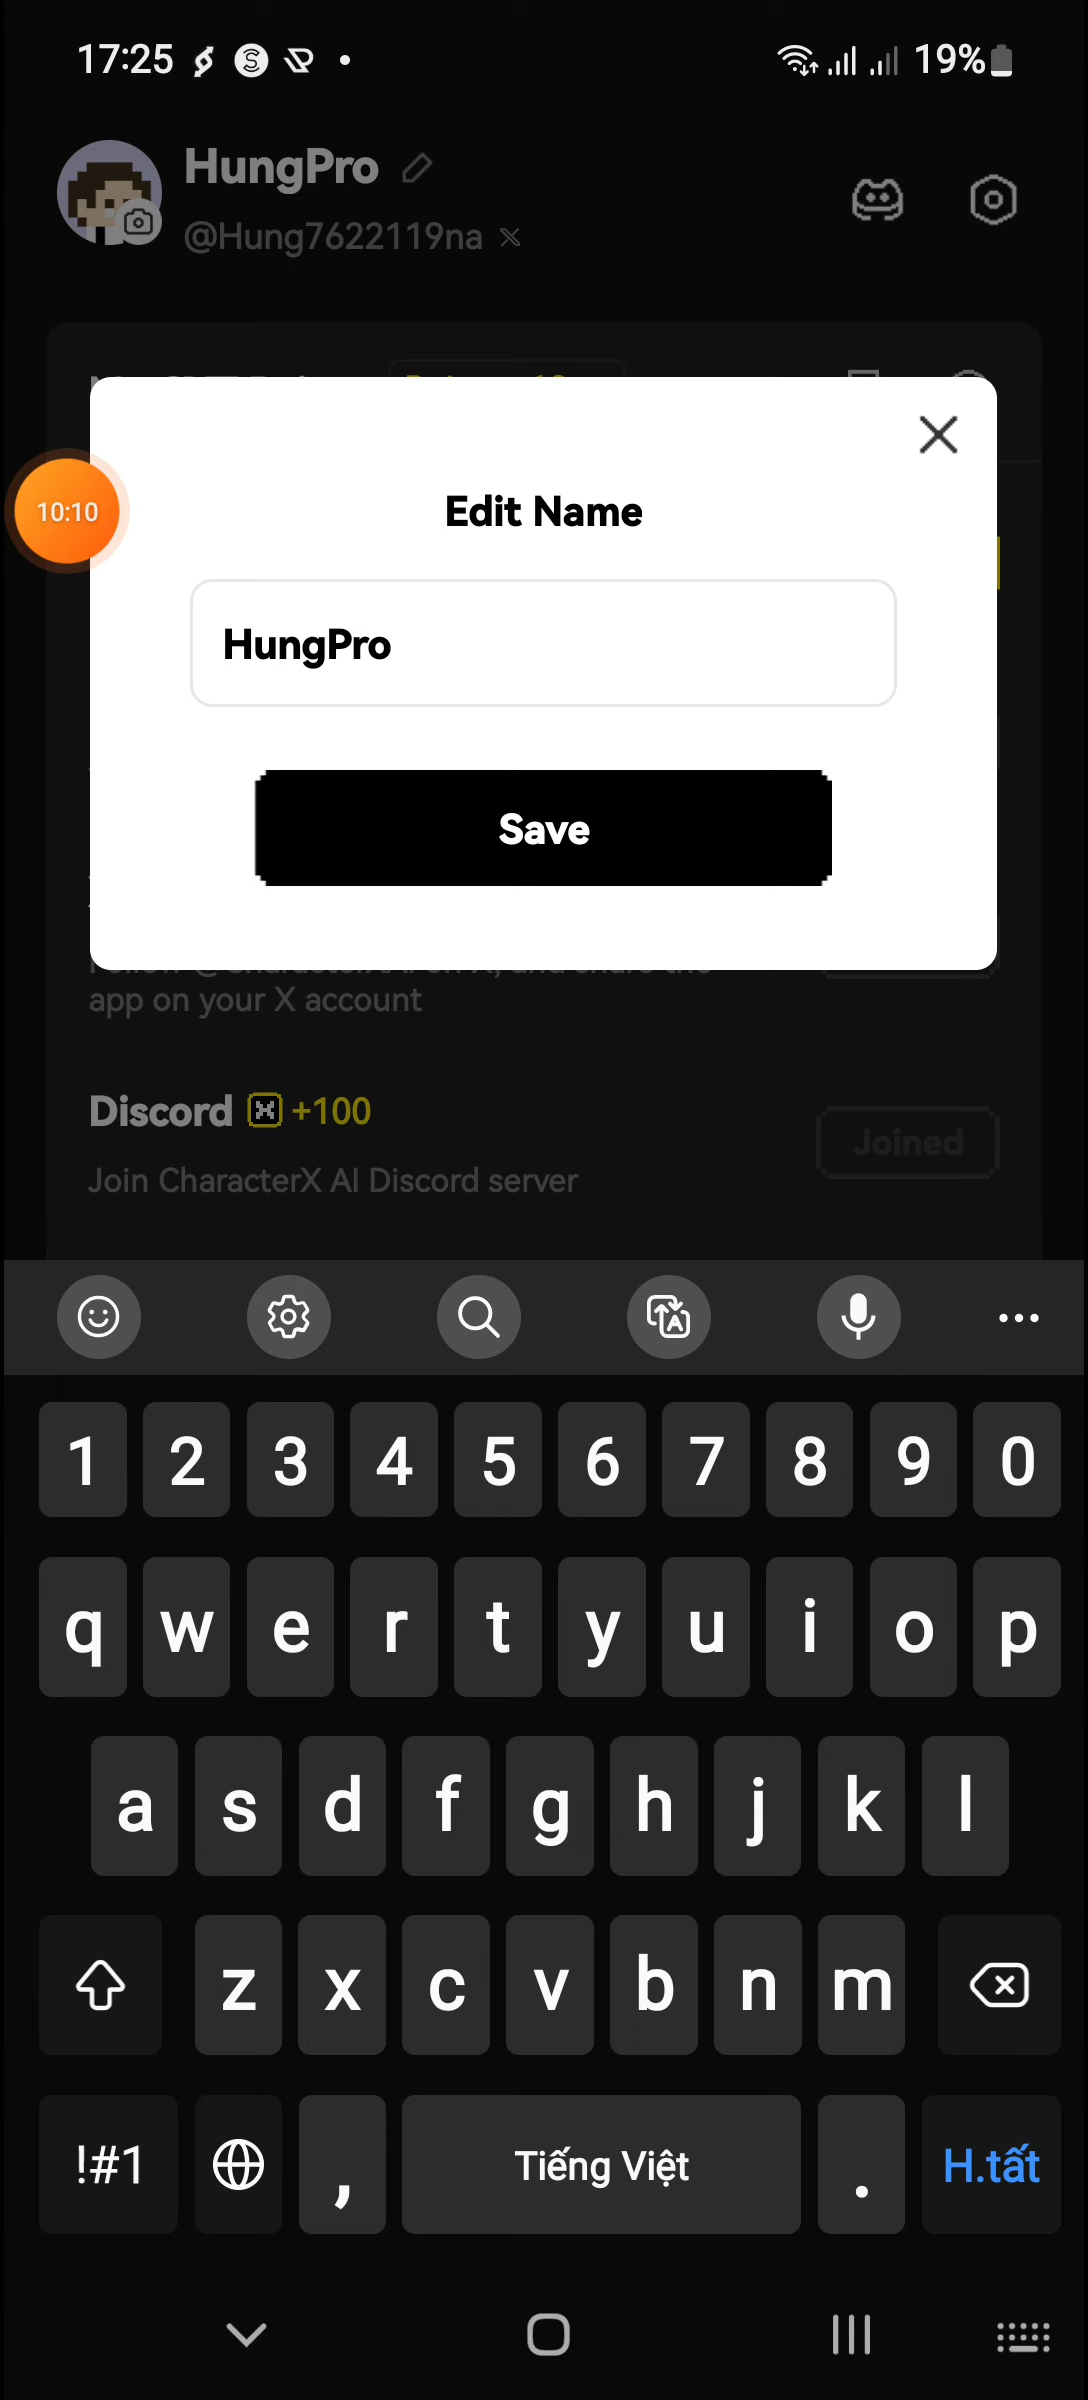 17:25 19%
HungPro
@Hung7622119na
10:10
Edit Name
HungPro
Save
app on your X account
Discord +100
Joined
Join CharacterX AI Discord server
1 2 3 4 5 6 7 8 9 0
q w e r t y u i o p
a s d f g h j k l
z x c v b n m
!#1 , Tiếng Việt . H.tất